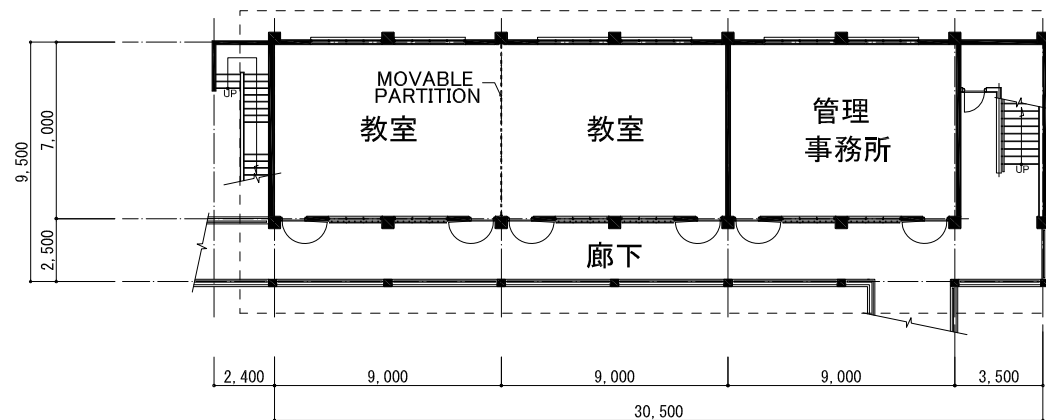 MOVABLE
PARTITION
教室
教室
管理
事務所
UP
UP
廊下
9,500
7,000
2,500
2,400
9,000
9,000
9,000
3,500
30,500